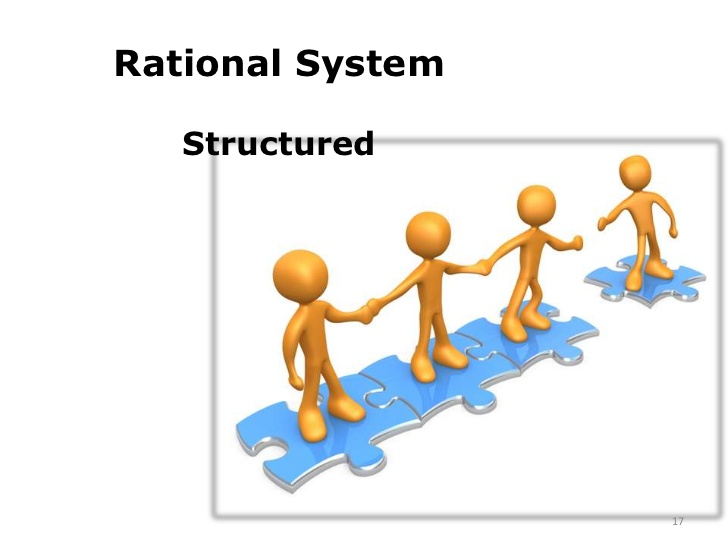 Rational System
Structured
17